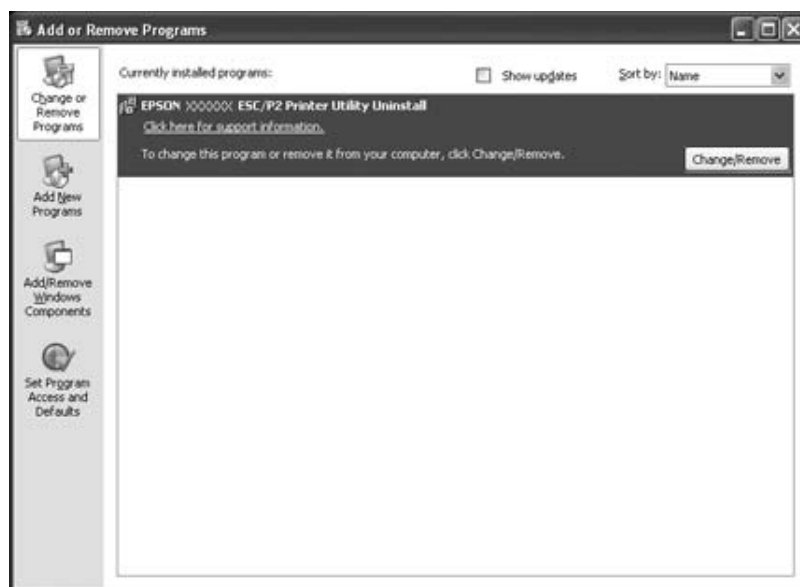 Add or Remove Programs
Change or
Remove
Programs
Add New
Programs
Add/Remove
Windows
Components
Set Program
Access and
Defaults
Currently installed programs:
Show updates
Sort by: Name
EPSON XXXXXX ESC/P2 Printer Utility Uninstall
Click here for support information.
To change this program or remove it from your computer, click Change/Remove.
Change/Remove